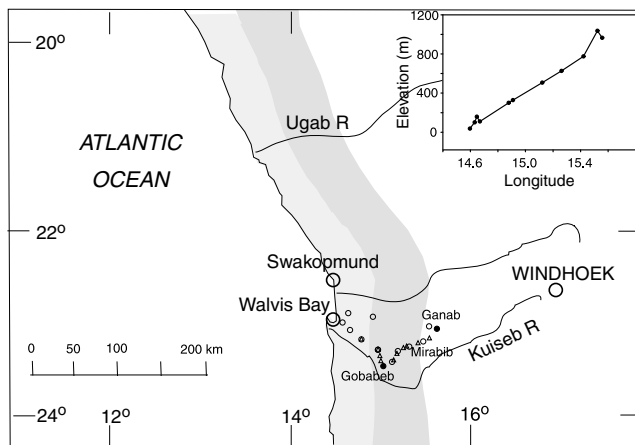 20º
1200
800
400
0
Elevation (m)
14.6
15.0
15.4
Longitude
Ugab R
ATLANTIC
OCEAN
22º
Swakopmund
WINDHOEK
Walvis Bay
Ganab
Mirabib
Kuiseb R
Gobabeb
0
50
100
200 km
24º
12º
14º
16º